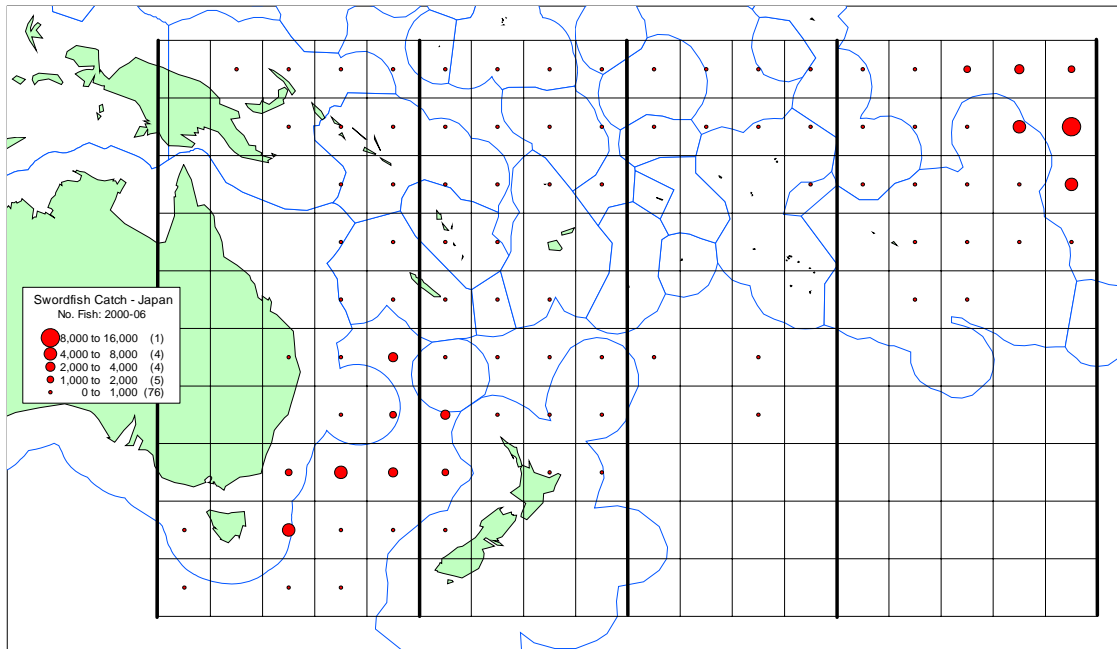 Swordfish Catch - Japan
No. Fish: 2000-06
8,000 to 16,000 (1)
4,000 to 8,000 (4)
2,000 to 4,000 (4)
1,000 to 2,000 (5)
0 to 1,000 (76)